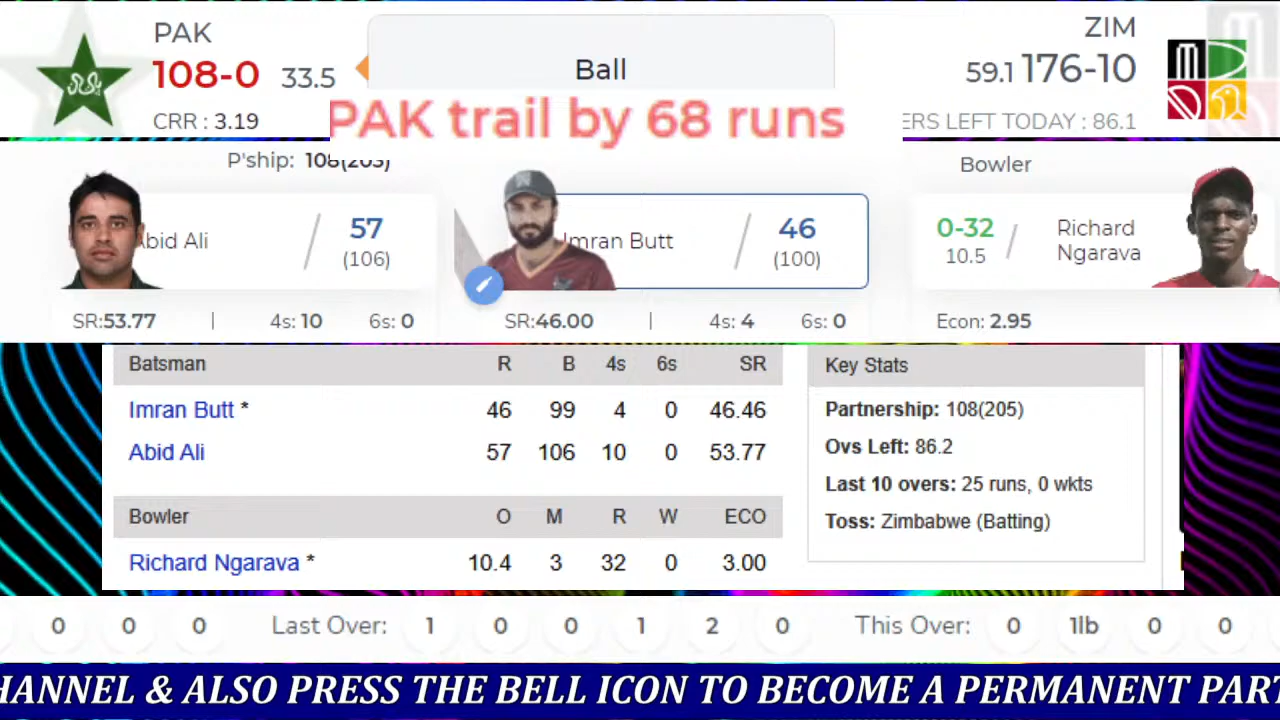 PAK
108-0 33.5
CRR : 3.19
Ball
PAK trail by 68 runs
ZIM
59.1 176-10
ERS LEFT TODAY : 86.1
P'ship: 108(205)
Bowler
Abid Ali / 57 (106)
Imran Butt / 46 (100)
0-32 10.5 / Richard Ngarava
SR:53.77 | 4s: 10 6s: 0
SR:46.00 | 4s: 4 6s: 0
Econ: 2.95
Batsman R B 4s 6s SR
Imran Butt * 46 99 4 0 46.46
Abid Ali 57 106 10 0 53.77
Bowler O M R W ECO
Richard Ngarava * 10.4 3 32 0 3.00
Key Stats
Partnership: 108(205)
Ovs Left: 86.2
Last 10 overs: 25 runs, 0 wkts
Toss: Zimbabwe (Batting)
0 0 0 Last Over: 1 0 0 1 2 0 This Over: 0 1lb 0 0
HANNEL & ALSO PRESS THE BELL ICON TO BECOME A PERMANENT PART